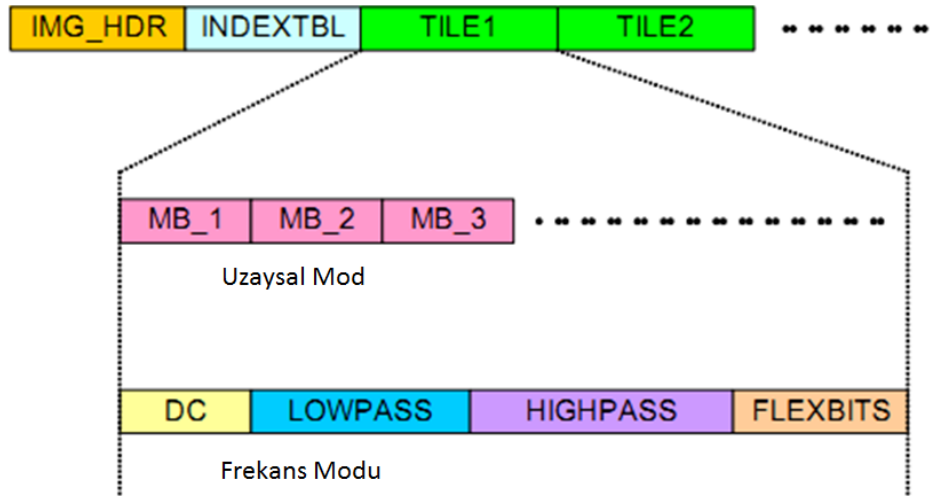 IMG_HDR INDEXTBL TILE1 TILE2
MB_1 MB_2 MB_3
Uzaysal Mod
DC LOWPASS HIGHPASS FLEXBITS
Frekans Modu